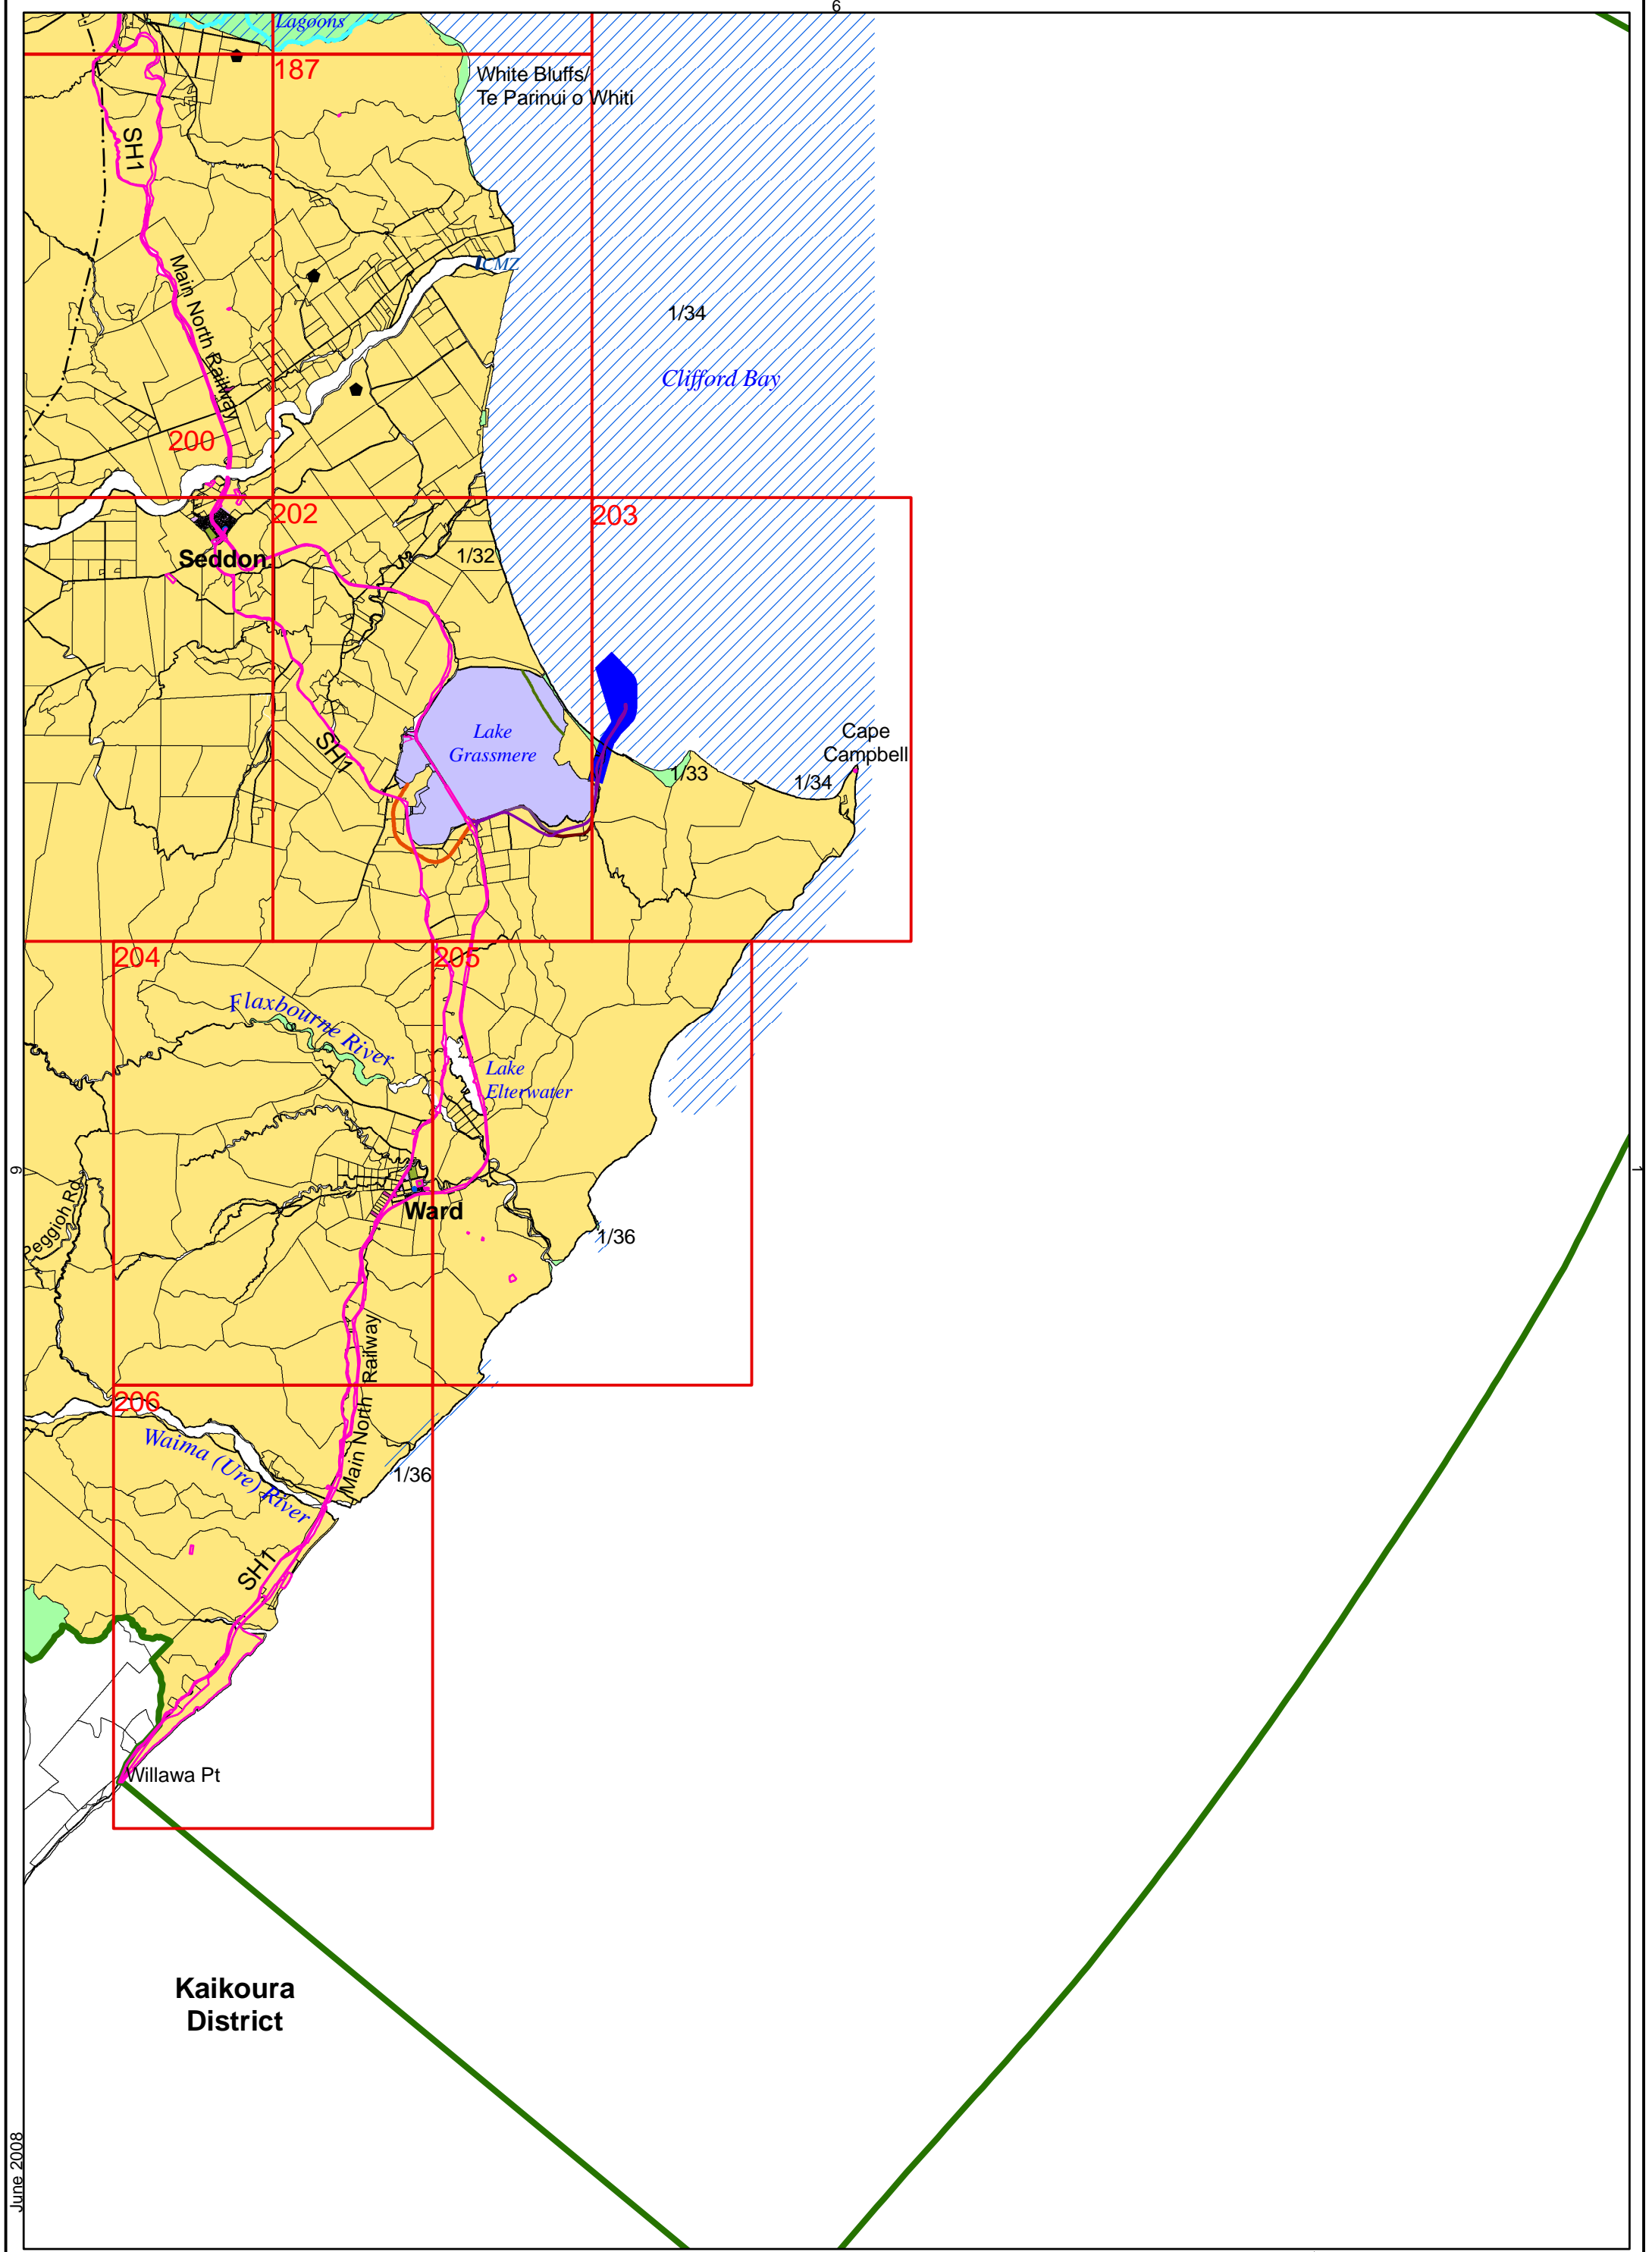 6
Lagoons
187
White Bluffs/
Te Parinui o Whiti
SH1
CMZ
Main North Railway
1/34
Clifford Bay
200
202
203
Seddon
1/32
SH1
Lake
Grassmere
Cape
Campbell
1/33
1/34
204
205
Flaxbourne River
Lake
Elterwater
9
1
Peggioh Rd
Ward
1/36
Main North Railway
206
Waima (Ure) River
1/36
SH1
Willawa Pt
Kaikoura
District
June 2008